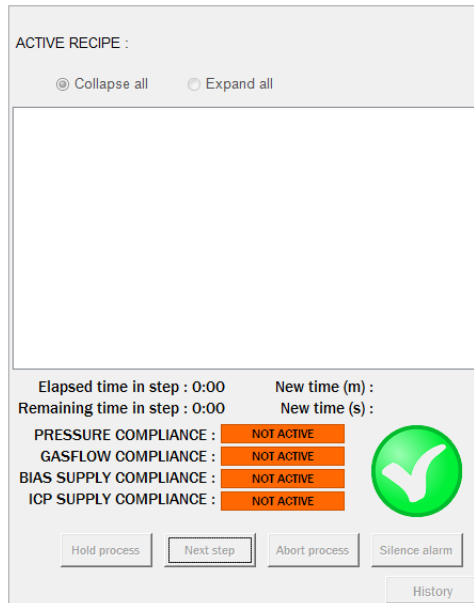 ACTIVE RECIPE :
Collapse all Expand all
Elapsed time in step : 0:00 New time (m) :
Remaining time in step : 0:00 New time (s) :
PRESSURE COMPLIANCE : NOT ACTIVE
GASFLOW COMPLIANCE : NOT ACTIVE
BIAS SUPPLY COMPLIANCE : NOT ACTIVE
ICP SUPPLY COMPLIANCE : NOT ACTIVE
Hold process Next step Abort process Silence alarm
History